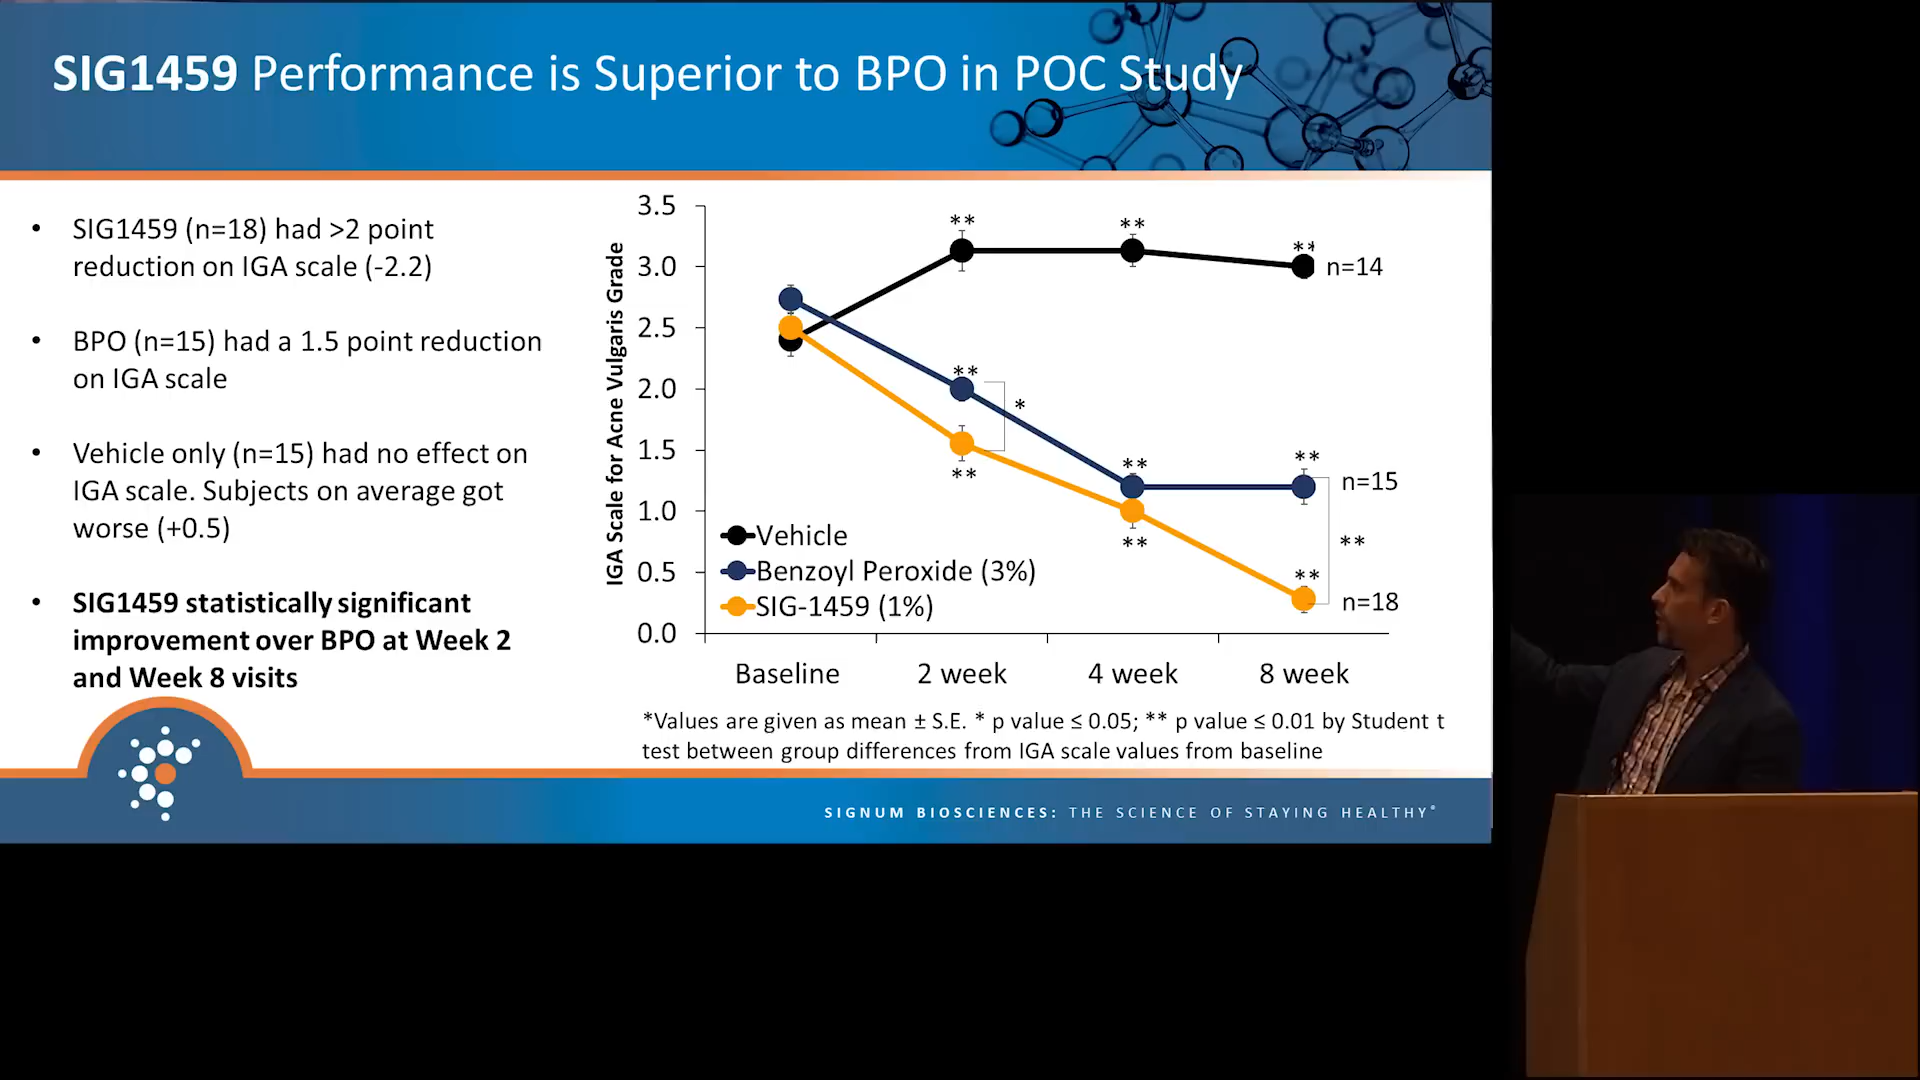 SIG1459 Performance is Superior to BPO in POC Study
• SIG1459 (n=18) had >2 point
reduction on IGA scale (-2.2)
• BPO (n=15) had a 1.5 point reduction
on IGA scale
• Vehicle only (n=15) had no effect on
IGA scale. Subjects on average got
worse (+0.5)
• SIG1459 statistically significant
improvement over BPO at Week 2
and Week 8 visits
IGA Scale for Acne Vulgaris Grade
3.5
3.0
2.5
2.0
1.5
1.0
0.5
0.0
** ** **
n=14
** * ** **
n=15
** ** **
**
n=18
Vehicle
Benzoyl Peroxide (3%)
SIG-1459 (1%)
Baseline 2 week 4 week 8 week
*Values are given as mean ± S.E. * p value ≤ 0.05; ** p value ≤ 0.01 by Student t
test between group differences from IGA scale values from baseline
SIGNUM BIOSCIENCES: THE SCIENCE OF STAYING HEALTHY®